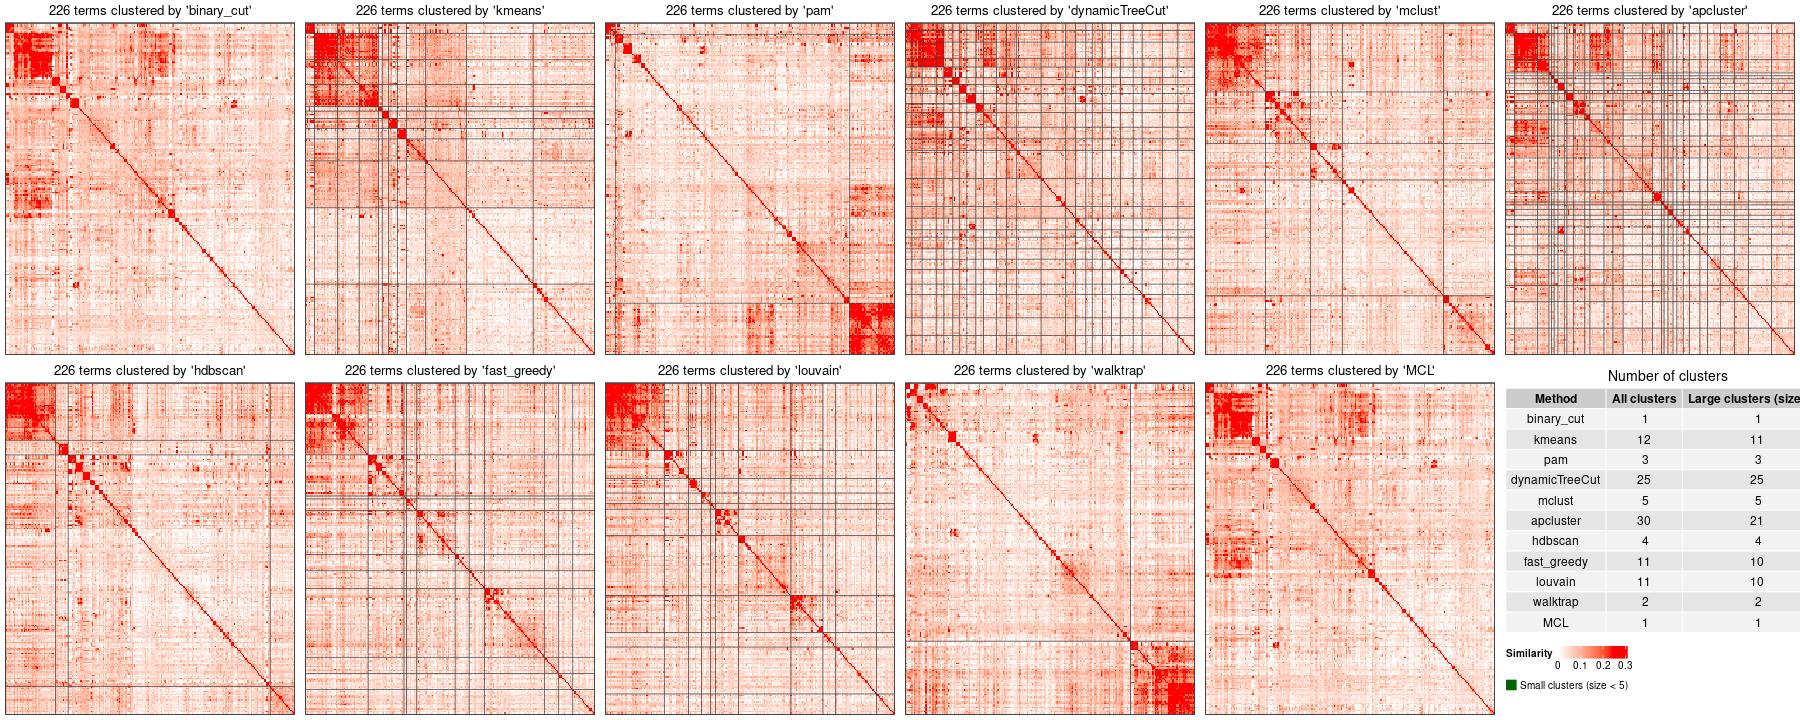 226 terms clustered by 'binary_cut'
226 terms clustered by 'kmeans'
226 terms clustered by 'pam'
226 terms clustered by 'dynamicTreeCut'
226 terms clustered by 'mclust'
226 terms clustered by 'apcluster'
226 terms clustered by 'hdbscan'
226 terms clustered by 'fast_greedy'
226 terms clustered by 'louvain'
226 terms clustered by 'walktrap'
226 terms clustered by 'MCL'
Number of clusters
Method All clusters Large clusters (size
binary_cut 1 1
kmeans 12 11
pam 3 3
dynamicTreeCut 25 25
mclust 5 5
apcluster 30 21
hdbscan 4 4
fast_greedy 11 10
louvain 11 10
walktrap 2 2
MCL 1 1
Similarity
0 0.1 0.2 0.3
Small clusters (size < 5)